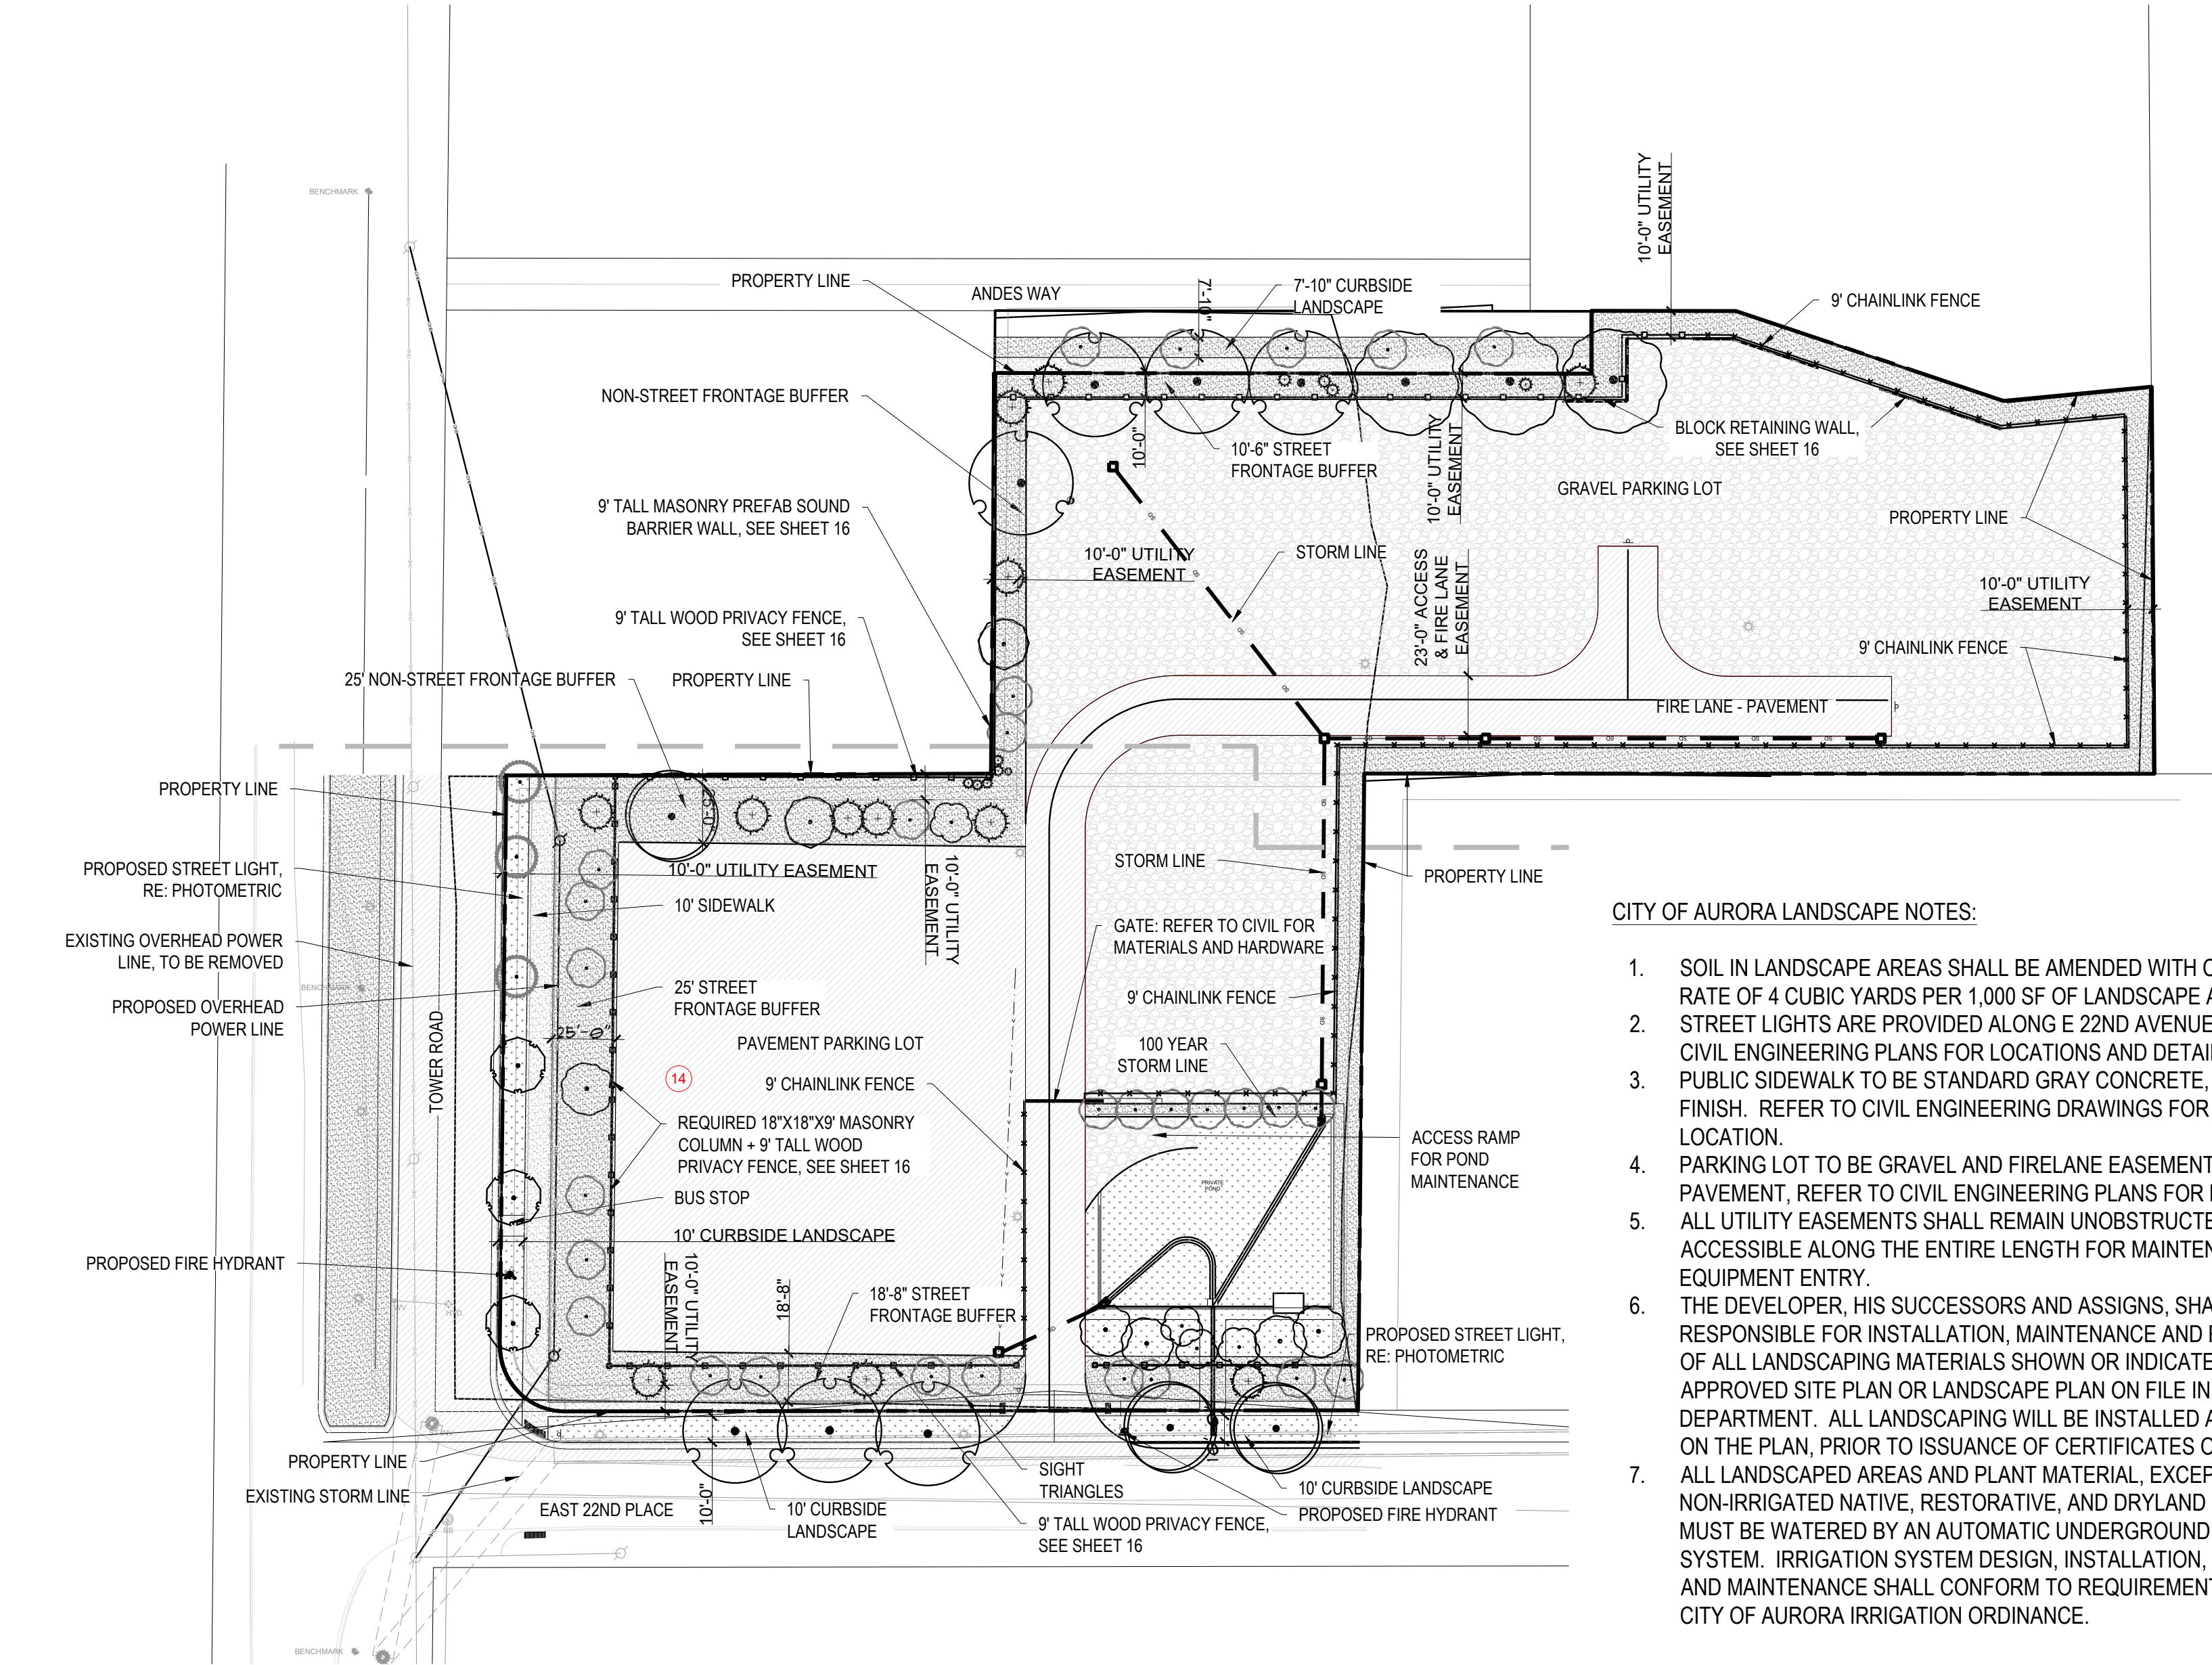 BENCHMARK
10'-0" UTILITY
EASEMENT
PROPERTY LINE
ANDES WAY
7'-10"
7'-10" CURBSIDE
LANDSCAPE
9' CHAINLINK FENCE
NON-STREET FRONTAGE BUFFER
10'-0"
10'-6" STREET
FRONTAGE BUFFER
10'-0" UTILITY
EASEMENT
BLOCK RETAINING WALL,
SEE SHEET 16
GRAVEL PARKING LOT
PROPERTY LINE
9' TALL MASONRY PREFAB SOUND
BARRIER WALL, SEE SHEET 16
10'-0" UTILITY
EASEMENT
STORM LINE
23'-0" ACCESS
& FIRE LANE
EASEMENT
10'-0" UTILITY
EASEMENT
9' TALL WOOD PRIVACY FENCE,
SEE SHEET 16
9' CHAINLINK FENCE
25' NON-STREET FRONTAGE BUFFER
PROPERTY LINE
FIRE LANE - PAVEMENT
PROPERTY LINE
25'-0"
PROPOSED STREET LIGHT,
RE: PHOTOMETRIC
10'-0" UTILITY EASEMENT
10'-0" UTILITY
EASEMENT
STORM LINE
PROPERTY LINE
10' SIDEWALK
EXISTING OVERHEAD POWER
LINE, TO BE REMOVED
GATE: REFER TO CIVIL FOR
MATERIALS AND HARDWARE
BENCHMARK
PROPOSED OVERHEAD
POWER LINE
25' STREET
FRONTAGE BUFFER
9' CHAINLINK FENCE
25'-0"
TOWER ROAD
PAVEMENT PARKING LOT
100 YEAR
STORM LINE
14
9' CHAINLINK FENCE
REQUIRED 18"X18"X9' MASONRY
COLUMN + 9' TALL WOOD
PRIVACY FENCE, SEE SHEET 16
ACCESS RAMP
FOR POND
MAINTENANCE
PRIVATE
POND
BUS STOP
10' CURBSIDE LANDSCAPE
PROPOSED FIRE HYDRANT
10'-0" UTILITY
EASEMENT
18'-8"
18'-8" STREET
FRONTAGE BUFFER
PROPOSED STREET LIGHT,
RE: PHOTOMETRIC
PROPERTY LINE
EXISTING STORM LINE
EAST 22ND PLACE
10'-0"
10' CURBSIDE
LANDSCAPE
SIGHT
TRIANGLES
9' TALL WOOD PRIVACY FENCE,
SEE SHEET 16
10' CURBSIDE LANDSCAPE
PROPOSED FIRE HYDRANT
SS
BENCHMARK
CITY OF AURORA LANDSCAPE NOTES:
1. SOIL IN LANDSCAPE AREAS SHALL BE AMENDED WITH
RATE OF 4 CUBIC YARDS PER 1,000 SF OF LANDSCAPE
2. STREET LIGHTS ARE PROVIDED ALONG E 22ND AVENUE
CIVIL ENGINEERING PLANS FOR LOCATIONS AND DETAI
3. PUBLIC SIDEWALK TO BE STANDARD GRAY CONCRETE,
FINISH. REFER TO CIVIL ENGINEERING DRAWINGS FOR
LOCATION.
4. PARKING LOT TO BE GRAVEL AND FIRELANE EASEMENT
PAVEMENT, REFER TO CIVIL ENGINEERING PLANS FOR
5. ALL UTILITY EASEMENTS SHALL REMAIN UNOBSTRUCTE
ACCESSIBLE ALONG THE ENTIRE LENGTH FOR MAINTEN
EQUIPMENT ENTRY.
6. THE DEVELOPER, HIS SUCCESSORS AND ASSIGNS, SHA
RESPONSIBLE FOR INSTALLATION, MAINTENANCE AND
OF ALL LANDSCAPING MATERIALS SHOWN OR INDICATE
APPROVED SITE PLAN OR LANDSCAPE PLAN ON FILE IN
DEPARTMENT. ALL LANDSCAPING WILL BE INSTALLED A
ON THE PLAN, PRIOR TO ISSUANCE OF CERTIFICATES
7. ALL LANDSCAPED AREAS AND PLANT MATERIAL, EXCEP
NON-IRRIGATED NATIVE, RESTORATIVE, AND DRYLAND
MUST BE WATERED BY AN AUTOMATIC UNDERGROUND
SYSTEM. IRRIGATION SYSTEM DESIGN, INSTALLATION,
AND MAINTENANCE SHALL CONFORM TO REQUIREMENT
CITY OF AURORA IRRIGATION ORDINANCE.